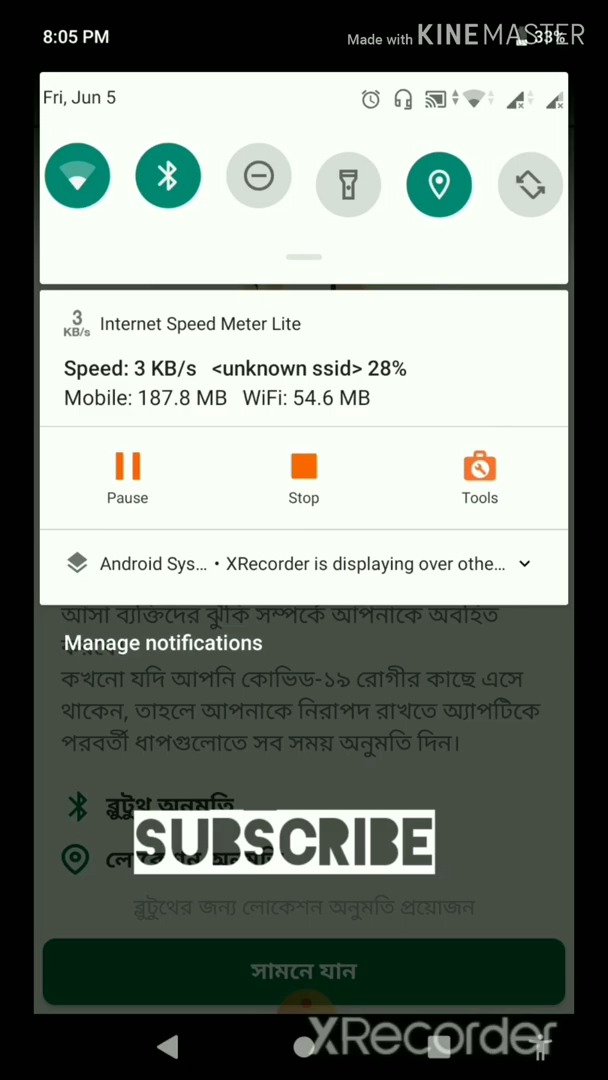 8:05 PM
Made with KINEMASTER
33%
Fri, Jun 5
3
KB/s
Internet Speed Meter Lite
Speed: 3 KB/s <unknown ssid> 28%
Mobile: 187.8 MB WiFi: 54.6 MB
Pause
Stop
Tools
Android Sys… • XRecorder is displaying over othe…
আসা ব্যক্তিদের ঝুঁকি সম্পর্কে আপনাকে অবহিত
Manage notifications
কখনো যদি আপনি কোভিড-১৯ রোগীর কাছে এসে
থাকেন, তাহলে আপনাকে নিরাপদ রাখতে অ্যাপটিকে
পরবর্তী ধাপগুলোতে সব সময় অনুমতি দিন।
ব্লুটুথ অনুমতি
SUBSCRIBE
ব্লুটুথের জন্য লোকেশন অনুমতি প্রয়োজন
সামনে যান
XRecorder